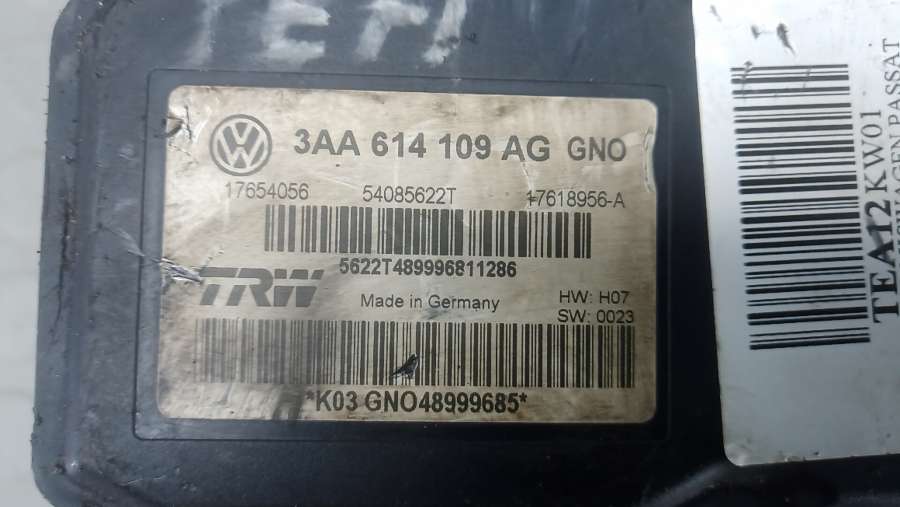 3AA 614 109 AG GNO
17654056 54085622T 17618956-A
5622T489996811286
TRW
Made in Germany
HW: H07
SW: 0023
*K03 GNO48999685*
TEA12KW01
PASSAT